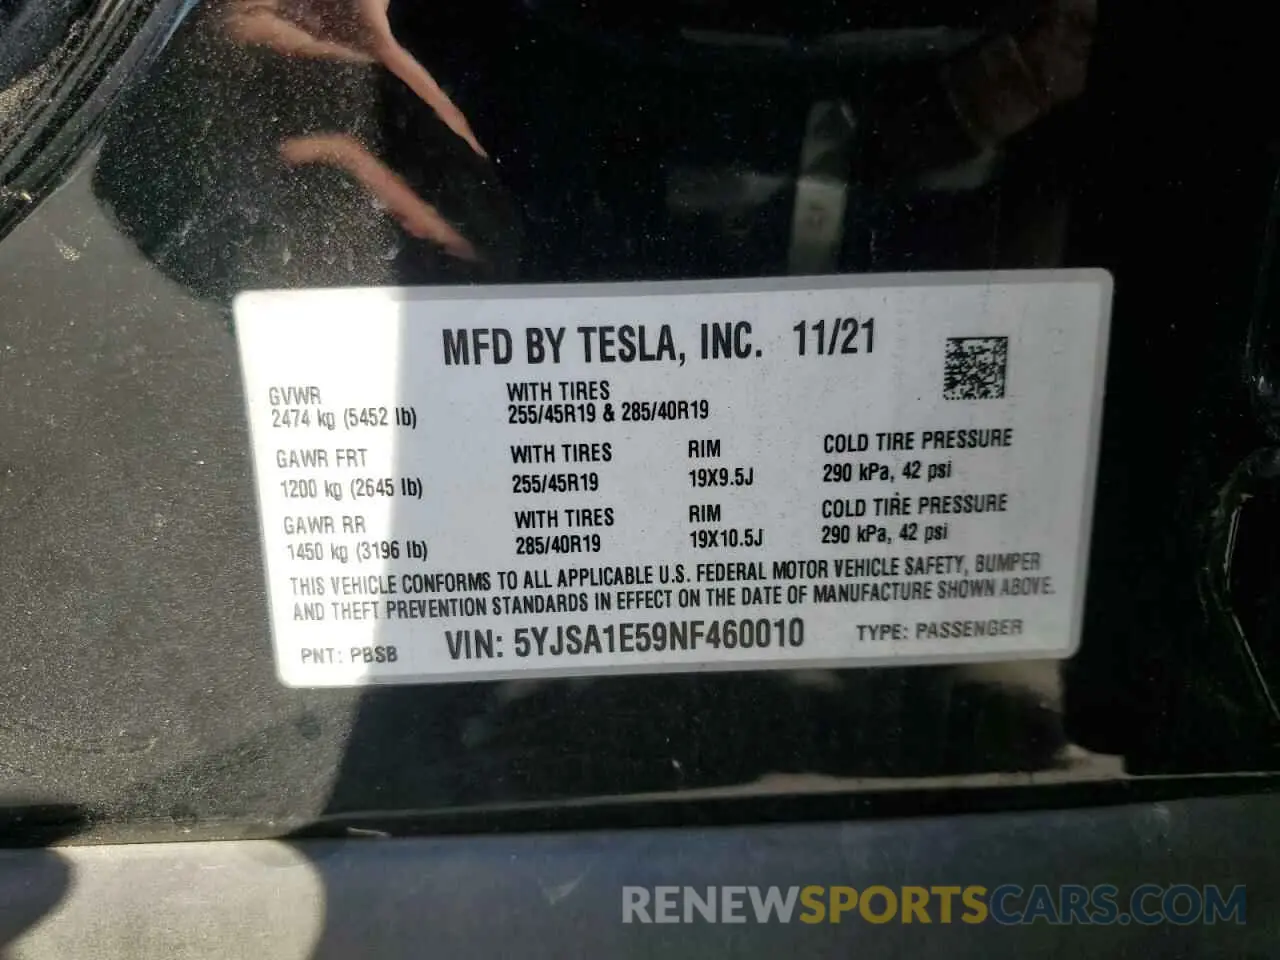 MFD BY TESLA, INC. 11/21
GVWR WITH TIRES
2474 kg (5452 lb) 255/45R19 & 285/40R19
GAWR FRT WITH TIRES RIM COLD TIRE PRESSURE
1200 kg (2645 lb) 255/45R19 19X9.5J 290 kPa, 42 psi
GAWR RR WITH TIRES RIM COLD TIRE PRESSURE
1450 kg (3196 lb) 285/40R19 19X10.5J 290 kPa, 42 psi
THIS VEHICLE CONFORMS TO ALL APPLICABLE U.S. FEDERAL MOTOR VEHICLE SAFETY, BUMPER
AND THEFT PREVENTION STANDARDS IN EFFECT ON THE DATE OF MANUFACTURE SHOWN ABOVE.
PNT: PBSB VIN: 5YJSA1E59NF460010 TYPE: PASSENGER
RENEWSPORTSCARS.COM